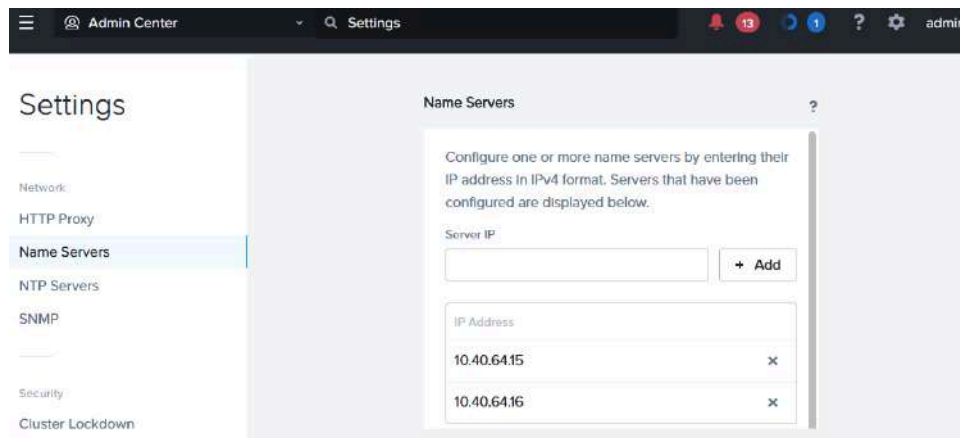 Admin Center
Settings
13
1
?
admin
Settings
Name Servers
?
Configure one or more name servers by entering their
IP address in IPv4 format. Servers that have been
configured are displayed below.
Network
HTTP Proxy
Server IP
Name Servers
+ Add
NTP Servers
SNMP
IP Address
10.40.64.15
×
Security
10.40.64.16
×
Cluster Lockdown